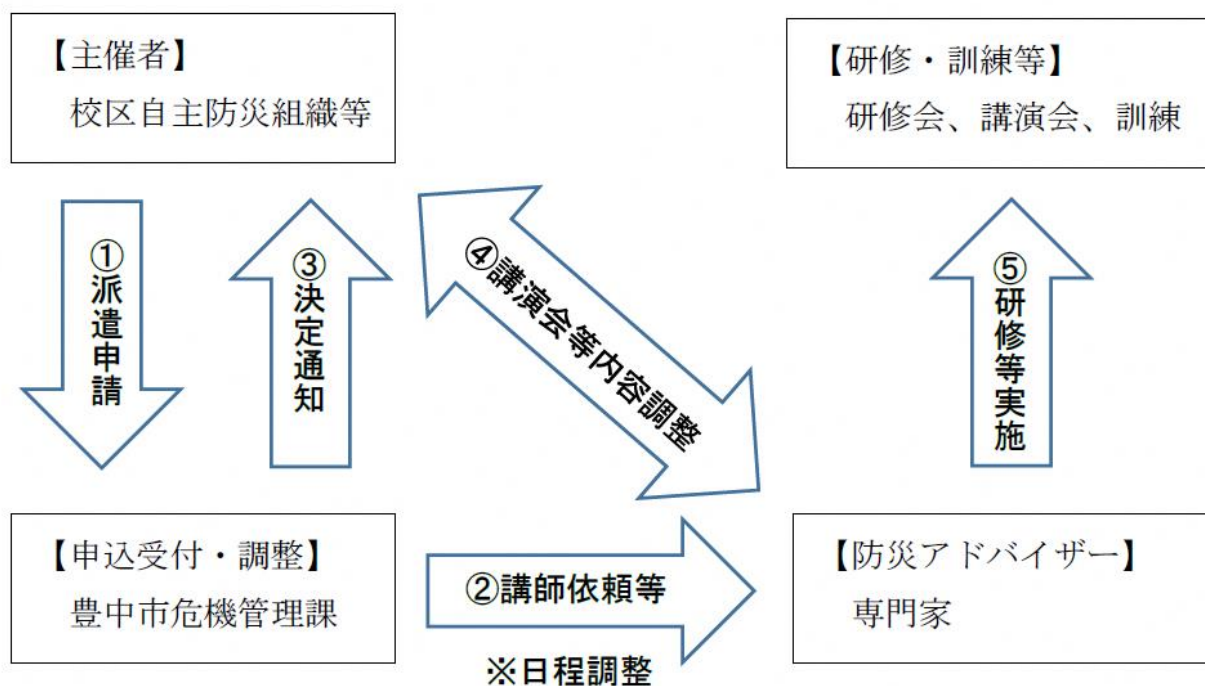 【主催者】
校区自主防災組織等
【研修・訓練等】
研修会、講演会、訓練
①派遣申請
③決定通知
④講演会等内容調整
⑤研修等実施
【申込受付・調整】
豊中市危機管理課
②講師依頼等
※日程調整
【防災アドバイザー】
専門家